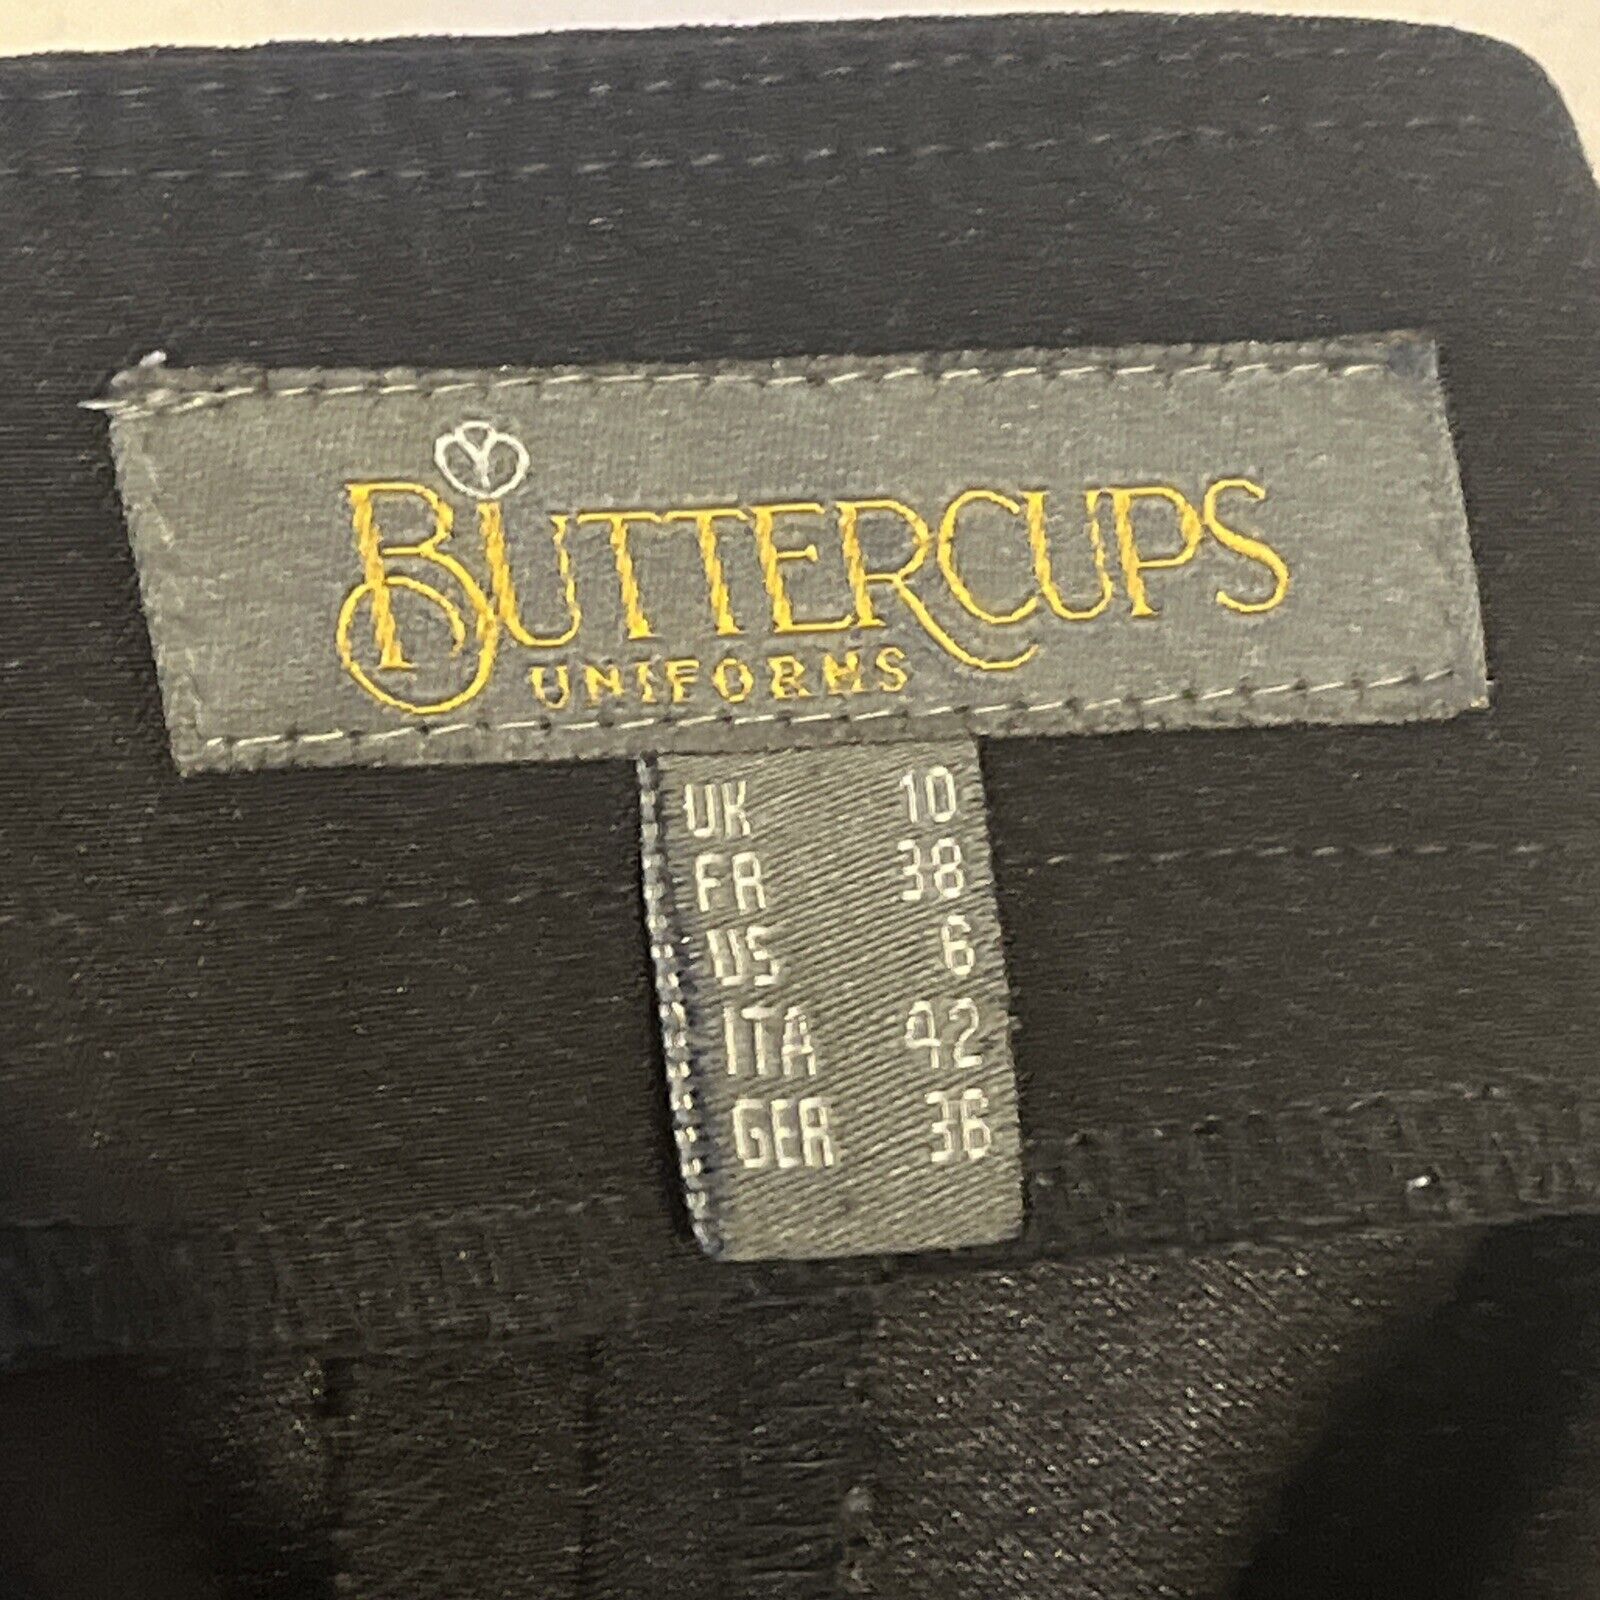 BUTTERCUPS
UNIFORMS
UK 10
FR 38
US 6
ITA 42
GER 36